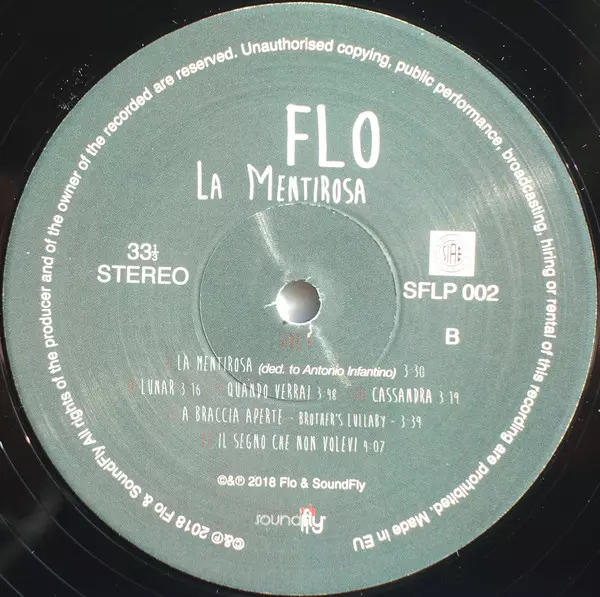 FLO
LA MENTIROSA
33⅓
STEREO
SIAE
SFLP 002
B
LA MENTIROSA (ded. to Antonio Infantino) 3:30
LUNAR 3:16 QUANDO VERRAI 3:48 CASSANDRA 3:19
A BRACCIA APERTE - BROTHER'S LULLABY - 3:39
IL SEGNO CHE NON VOLEVI 4:07
©&℗ 2018 Flo & SoundFly
soundfly
©&℗ 2018 Flo & SoundFly All rights of the producer and of the owner of the recorded are reserved. Unauthorised copying, public performance, broadcasting, hiring or rental of this recording are prohibited. Made in EU